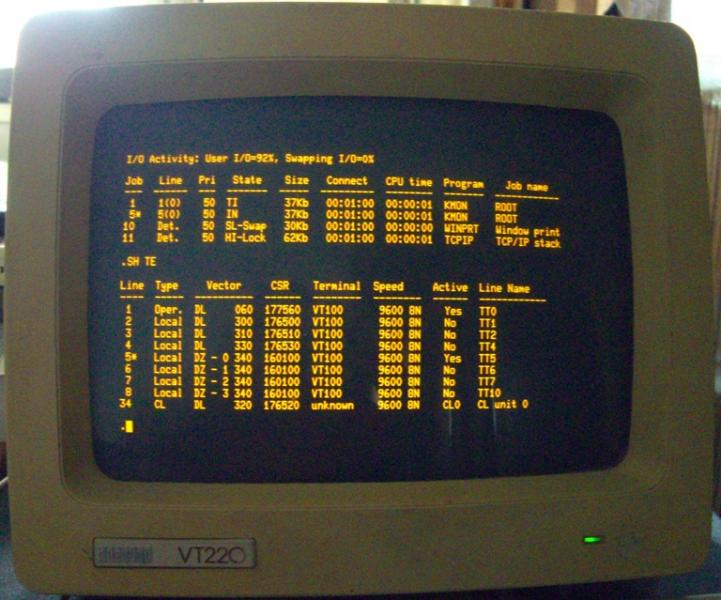 I/O Activity: User I/O=92%, Swapping I/O=0%
Job Line Pri State Size Connect CPU time Program Job name
1 1(0) 50 TI 37Kb 00:01:00 00:00:01 KMON ROOT
5* 5(0) 50 IN 37Kb 00:01:00 00:00:01 KMON ROOT
10 Det. 50 SL-Swap 30Kb 00:01:00 00:00:00 WINPRT Window print
11 Det. 50 HI-Lock 62Kb 00:01:00 00:00:01 TCPIP TCP/IP stack
.SH TE
Line Type Vector CSR Terminal Speed Active Line Name
1 Oper. DL 060 177560 VT100 9600 8N Yes TT0
2 Local DL 300 176500 VT100 9600 8N No TT1
3 Local DL 310 176510 VT100 9600 8N No TT2
4 Local DL 330 176530 VT100 9600 8N No TT4
5* Local DZ - 0 340 160100 VT100 9600 8N Yes TT5
6 Local DZ - 1 340 160100 VT100 9600 8N No TT6
7 Local DZ - 2 340 160100 VT100 9600 8N No TT7
8 Local DZ - 3 340 160100 VT100 9600 8N No TT10
34 CL DL 320 176520 unknown 9600 8N CL0 CL unit 0
.
VT220